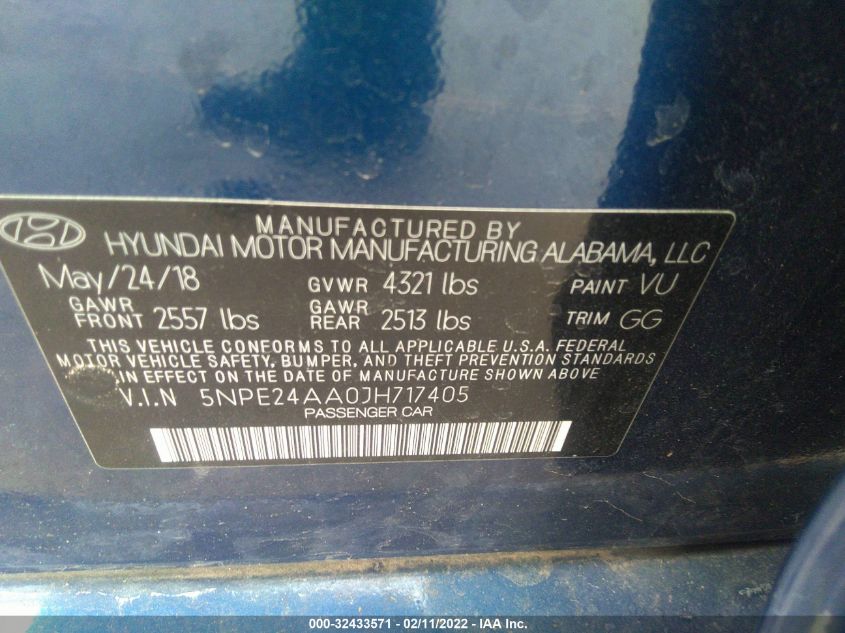 MANUFACTURED BY
HYUNDAI MOTOR MANUFACTURING ALABAMA, LLC
May/24/18 GVWR 4321 lbs PAINT VU
GAWR FRONT 2557 lbs GAWR REAR 2513 lbs TRIM GG
THIS VEHICLE CONFORMS TO ALL APPLICABLE U.S.A. FEDERAL
MOTOR VEHICLE SAFETY, BUMPER, AND THEFT PREVENTION STANDARDS
IN EFFECT ON THE DATE OF MANUFACTURE SHOWN ABOVE
V.I.N 5NPE24AA0JH717405
PASSENGER CAR
000-32433571 - 02/11/2022 - IAA Inc.